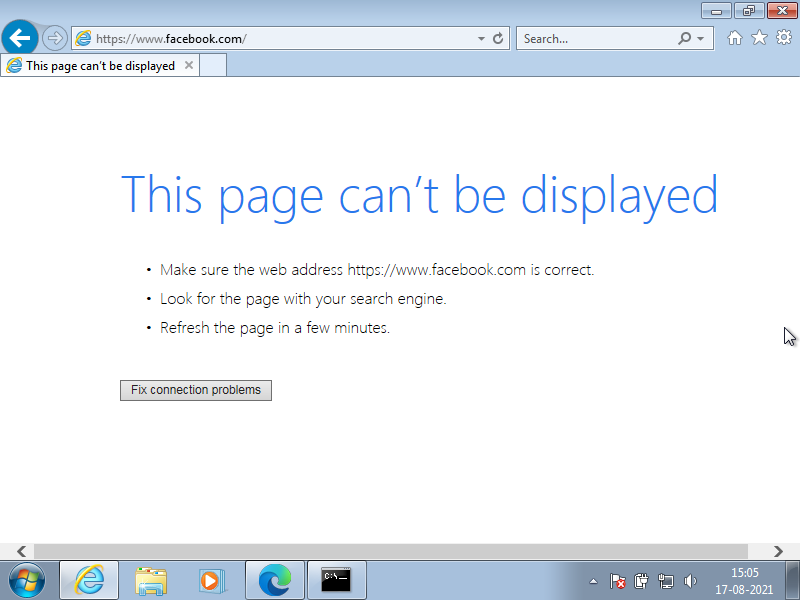 https://www.facebook.com/
Search...
This page can't be displayed
This page can't be displayed
• Make sure the web address https://www.facebook.com is correct.
• Look for the page with your search engine.
• Refresh the page in a few minutes.
Fix connection problems
C:\_
15:05
17-08-2021